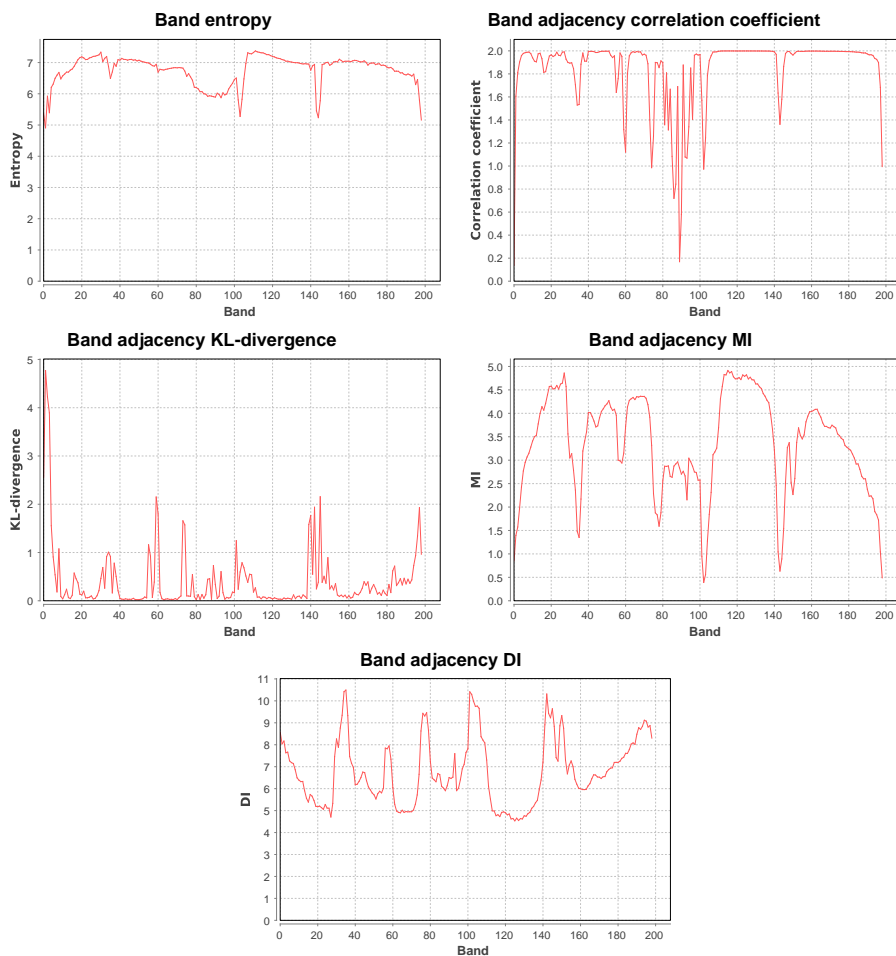 Band entropy
Entropy
7
6
5
4
3
2
1
0
0 20 40 60 80 100 120 140 160 180 200
Band
Band adjacency correlation coefficient
Correlation coefficient
2.0
1.8
1.6
1.4
1.2
1.0
0.8
0.6
0.4
0.2
0.0
0 20 40 60 80 100 120 140 160 180 200
Band
Band adjacency KL-divergence
KL-divergence
5
4
3
2
1
0
0 20 40 60 80 100 120 140 160 180 200
Band
Band adjacency MI
MI
5.0
4.5
4.0
3.5
3.0
2.5
2.0
1.5
1.0
0.5
0.0
0 20 40 60 80 100 120 140 160 180 200
Band
Band adjacency DI
DI
11
10
9
8
7
6
5
4
3
2
1
0
0 20 40 60 80 100 120 140 160 180 200
Band